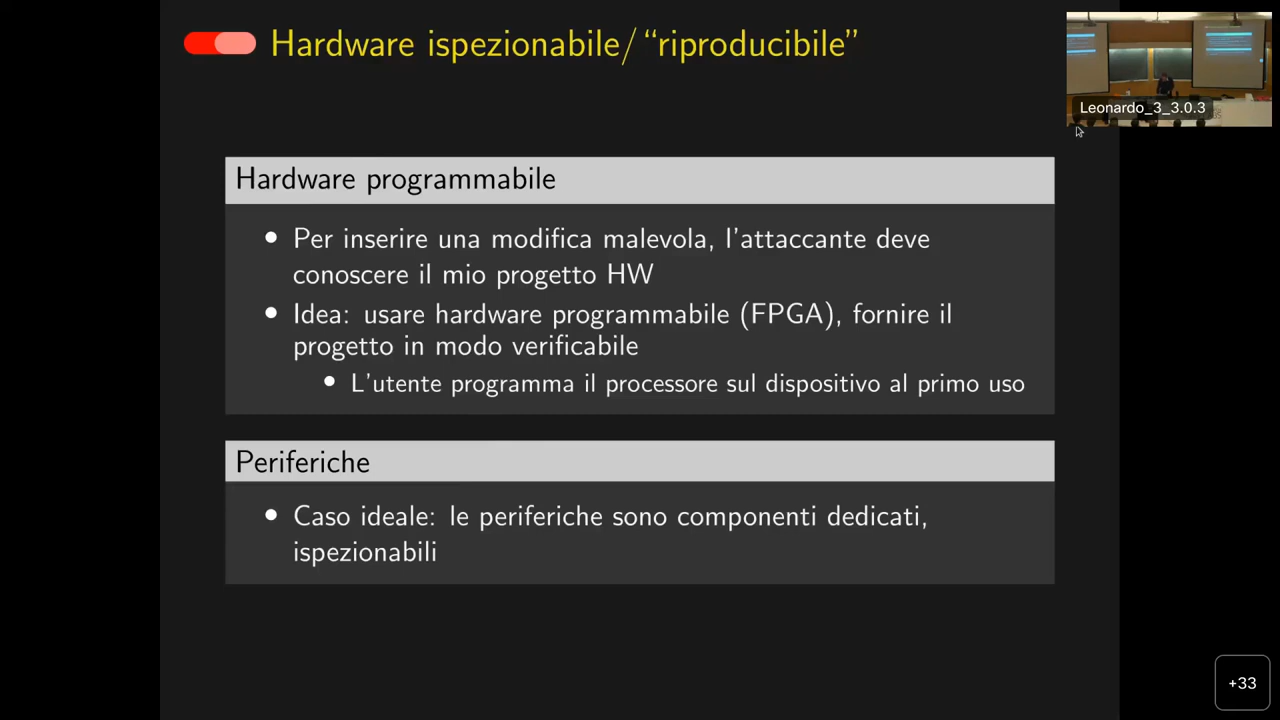 Hardware ispezionabile/“riproducibile”
Leonardo_3_3.0.3
Hardware programmabile
• Per inserire una modifica malevola, l’attaccante deve
conoscere il mio progetto HW
• Idea: usare hardware programmabile (FPGA), fornire il
progetto in modo verificabile
• L’utente programma il processore sul dispositivo al primo uso
Periferiche
• Caso ideale: le periferiche sono componenti dedicati,
ispezionabili
+33